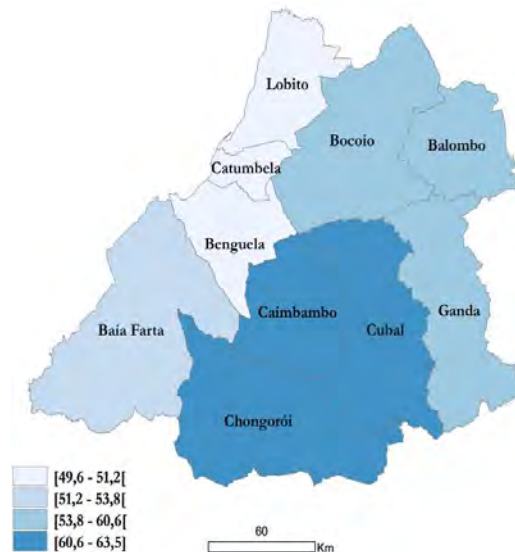 Lobito
Bocoio
Balombo
Catumbela
Benguela
Caimbambo
Ganda
Baía Farta
Cubal
Chongorói
[49,6 - 51,2[
[51,2 - 53,8[
[53,8 - 60,6[
[60,6 - 63,5]
60
Km